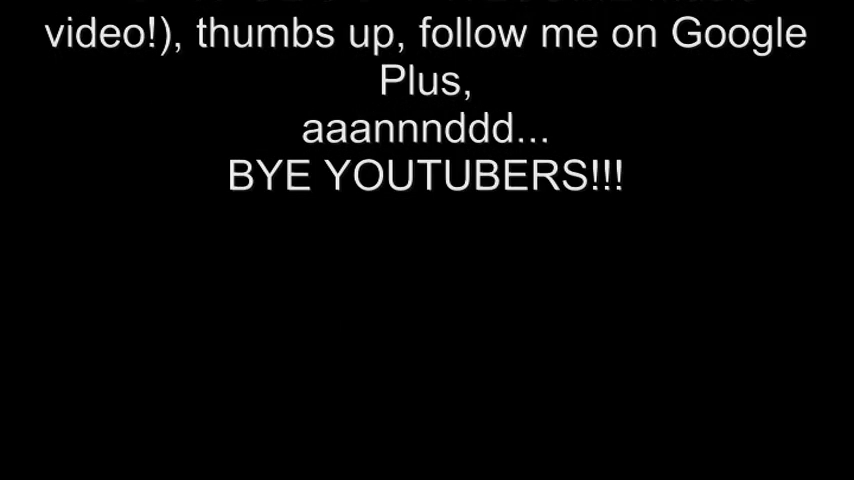 video!), thumbs up, follow me on Google
Plus,
aaannnddd...
BYE YOUTUBERS!!!